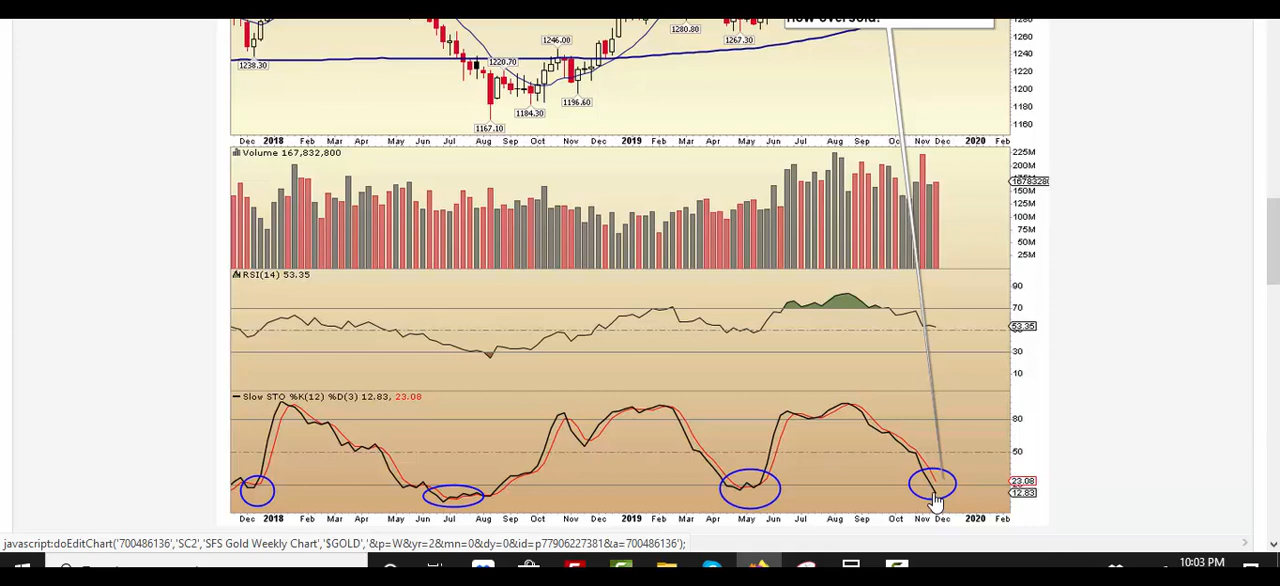 1280
1260
1240
1220
1200
1180
1160
1238.30
1220.70
1246.00
1280.80
1267.30
1196.60
1184.30
1167.10
Dec 2018 Feb Mar Apr May Jun Jul Aug Sep Oct Nov Dec 2019 Feb Mar Apr May Jun Jul Aug Sep Oct Nov Dec 2020 Feb
Volume 167,832,800
225M
200M
16783280
150M
125M
100M
75M
50M
25M
RSI(14) 53.35
90
70
53.35
30
10
Slow STO %K(12) %D(3) 12.83, 23.08
80
50
23.08
12.83
Dec 2018 Feb Mar Apr May Jun Jul Aug Sep Oct Nov Dec 2019 Feb Mar Apr May Jun Jul Aug Sep Oct Nov Dec 2020 Feb
javascript:doEditChart('700486136','SC2','SFS Gold Weekly Chart','$GOLD','&p=W&yr=2&mn=0&dy=0&id=p77906227381&a=700486136');
10:03 PM